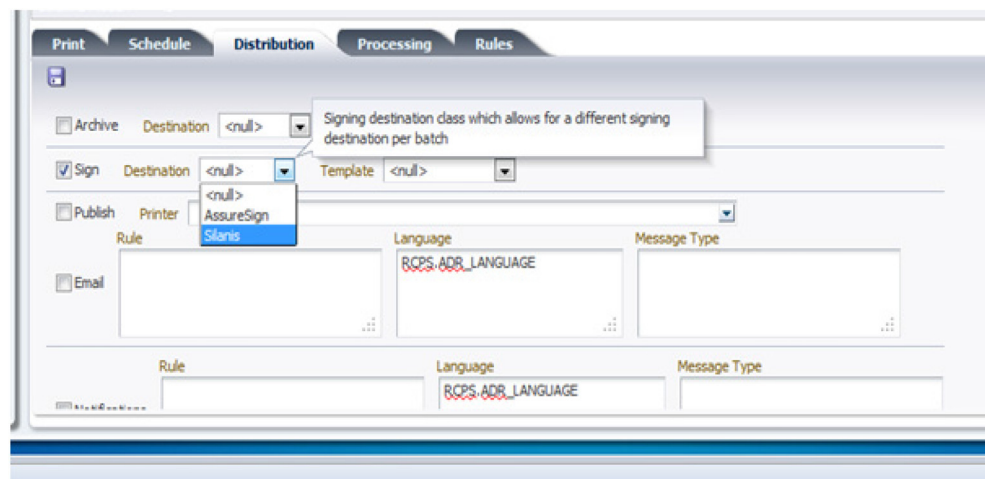 Print Schedule Distribution Processing Rules
Archive Destination <null>
Signing destination class which allows for a different signing
destination per batch
Sign Destination <null> Template <null>
<null>
AssureSign
Silanis
Publish Printer
Rule Language Message Type
RCPS.ADR_LANGUAGE
Email
Rule Language Message Type
RCPS.ADR_LANGUAGE